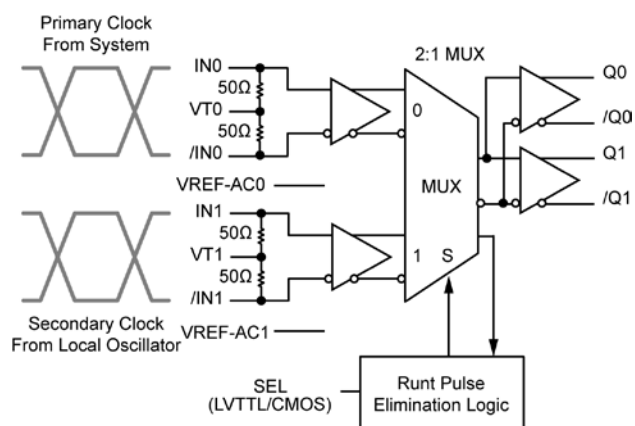 Primary Clock
From System
IN0
50Ω
VT0
50Ω
/IN0
VREF-AC0
IN1
50Ω
VT1
50Ω
/IN1
VREF-AC1
Secondary Clock
From Local Oscillator
2:1 MUX
0
MUX
1
S
Q0
/Q0
Q1
/Q1
SEL
(LVTTL/CMOS)
Runt Pulse
Elimination Logic